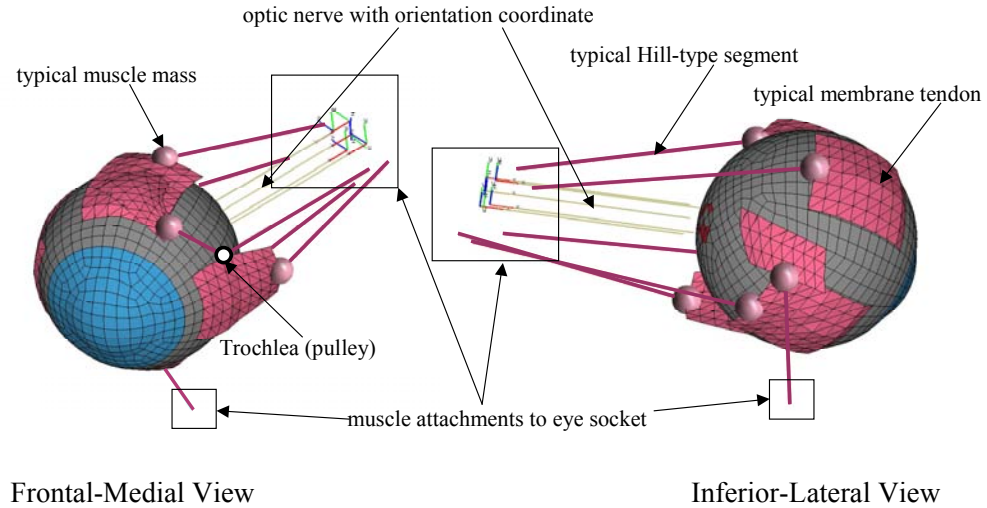 optic nerve with orientation coordinate
typical muscle mass
typical Hill-type segment
typical membrane tendon
Trochlea (pulley)
muscle attachments to eye socket
Frontal-Medial View
Inferior-Lateral View